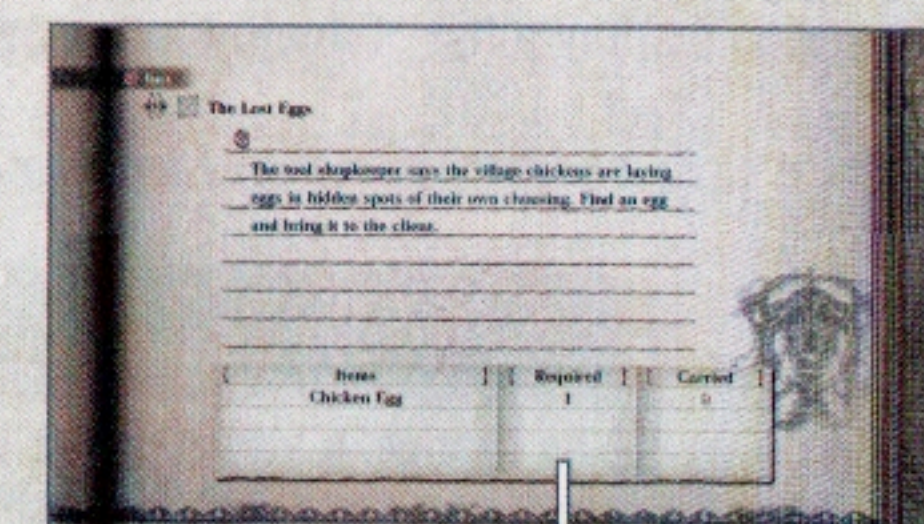 The Lost Eggs
The tool shopkeeper says the village chickens are laying
eggs in hidden spots of their own choosing. Find an egg
and bring it to the client.
Items Required Carried
Chicken Egg 1 0